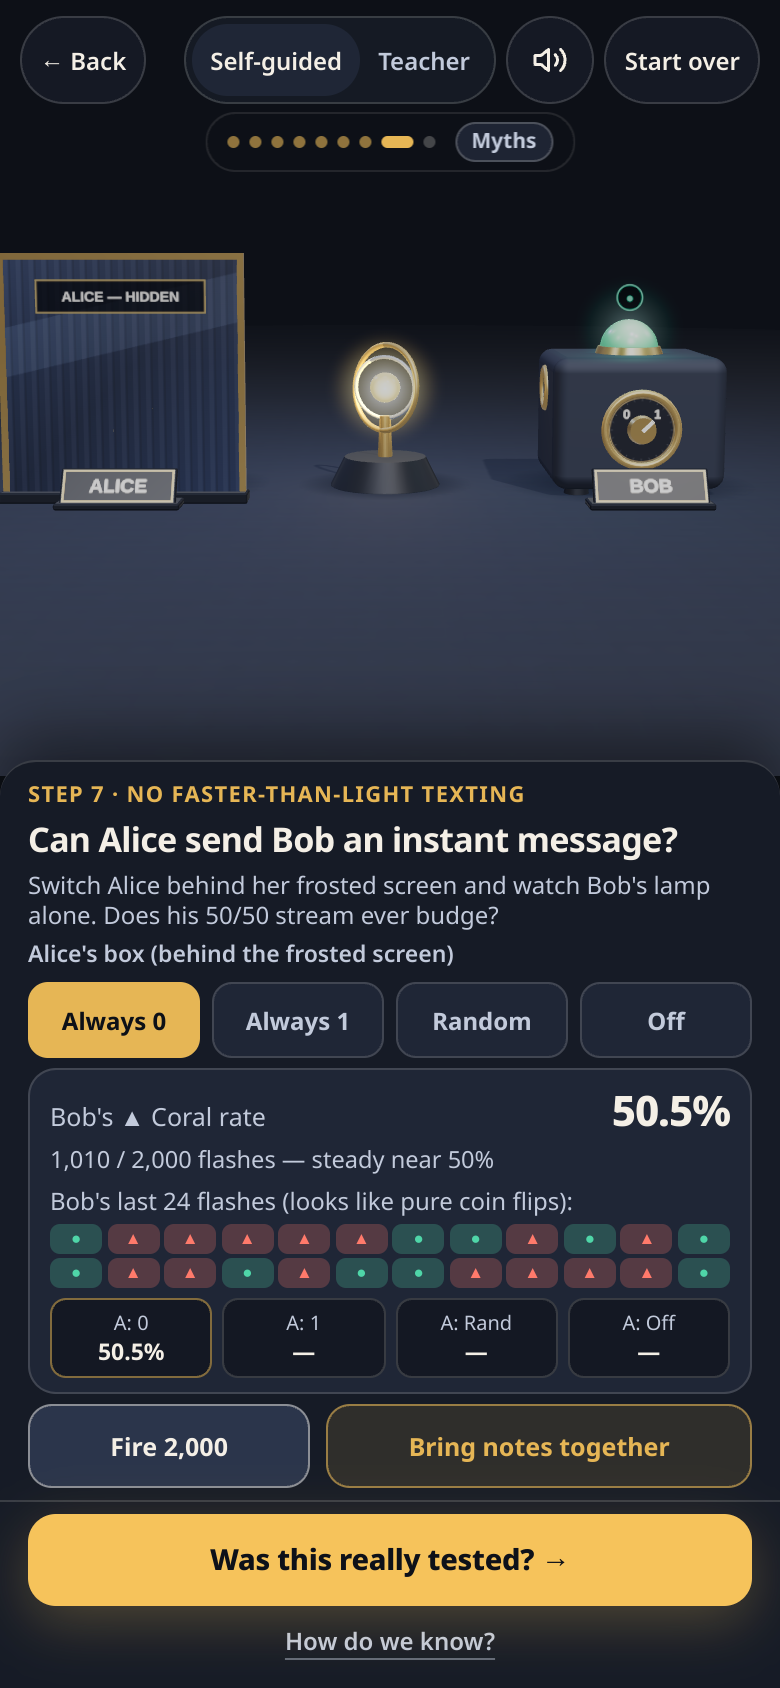 ← Back
Self-guided
Teacher
Start over
Myths
ALICE — HIDDEN
0 1
ALICE
BOB
STEP 7 · NO FASTER-THAN-LIGHT TEXTING
Can Alice send Bob an instant message?
Switch Alice behind her frosted screen and watch Bob's lamp
alone. Does his 50/50 stream ever budge?
Alice's box (behind the frosted screen)
Always 0
Always 1
Random
Off
Bob's ▲ Coral rate
50.5%
1,010 / 2,000 flashes — steady near 50%
Bob's last 24 flashes (looks like pure coin flips):
● ▲ ▲ ▲ ▲ ▲ ● ● ▲ ● ▲ ●
● ▲ ▲ ● ▲ ● ● ▲ ▲ ▲ ▲ ●
A: 0
50.5%
A: 1
—
A: Rand
—
A: Off
—
Fire 2,000
Bring notes together
Was this really tested? →
How do we know?